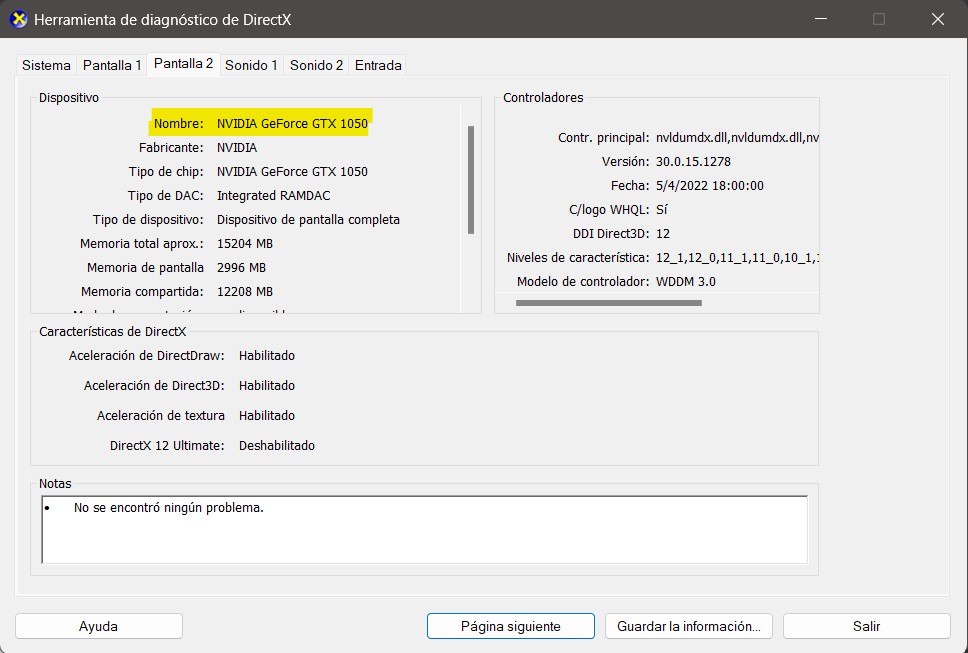 Herramienta de diagnóstico de DirectX
Sistema Pantalla 1 Pantalla 2 Sonido 1 Sonido 2 Entrada
Dispositivo
Nombre: NVIDIA GeForce GTX 1050
Fabricante: NVIDIA
Tipo de chip: NVIDIA GeForce GTX 1050
Tipo de DAC: Integrated RAMDAC
Tipo de dispositivo: Dispositivo de pantalla completa
Memoria total aprox.: 15204 MB
Memoria de pantalla 2996 MB
Memoria compartida: 12208 MB
Controladores
Contr. principal: nvldumdx.dll,nvldumdx.dll,nv
Versión: 30.0.15.1278
Fecha: 5/4/2022 18:00:00
C/logo WHQL: Sí
DDI Direct3D: 12
Niveles de característica: 12_1,12_0,11_1,11_0,10_1,1
Modelo de controlador: WDDM 3.0
Características de DirectX
Aceleración de DirectDraw: Habilitado
Aceleración de Direct3D: Habilitado
Aceleración de textura Habilitado
DirectX 12 Ultimate: Deshabilitado
Notas
• No se encontró ningún problema.
Ayuda Página siguiente Guardar la información... Salir